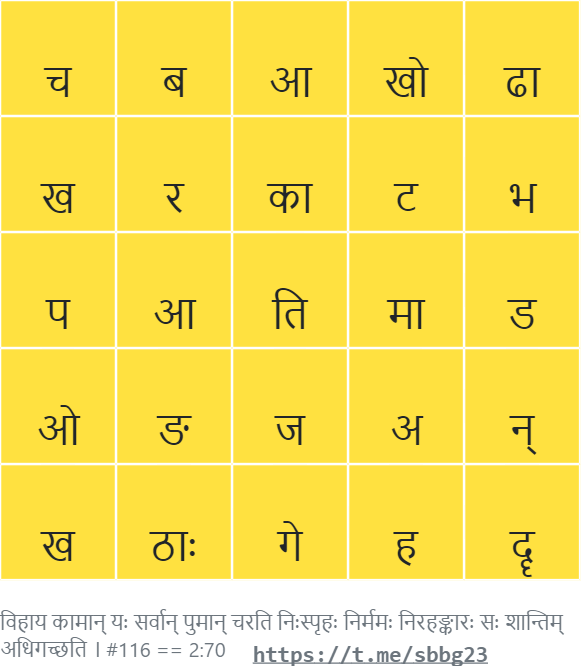 च ब आ खो ढा
ख र का ट भ
प आ ति मा ड
ओ ङ ज अ न्
ख ठाः गे ह दृ
विहाय कामान् यः सर्वान् पुमान् चरति निःस्पृहः निर्ममः निरहङ्कारः सः शान्तिम्
अधिगच्छति । #116 == 2:70 https://t.me/sbbg23